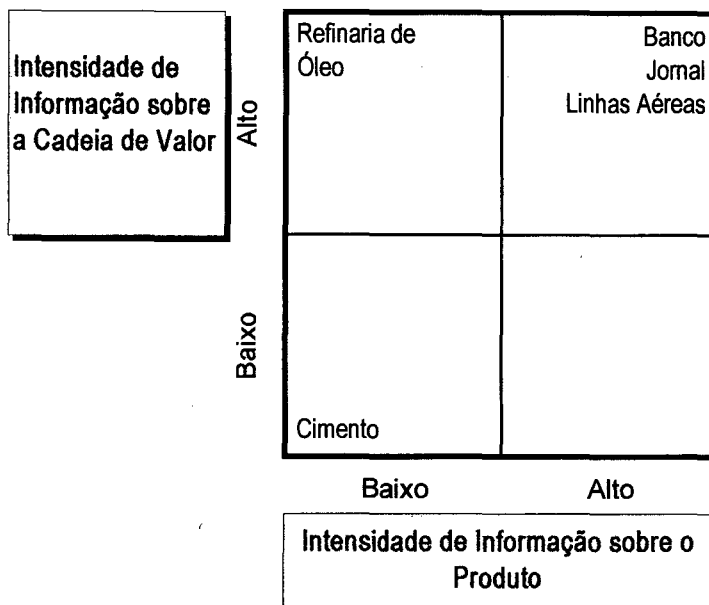 Intensidade de
Informação sobre
a Cadeia de Valor
Alto
Baixo
Refinaria de
Óleo
Banco
Jornal
Linhas Aéreas
Cimento
Baixo
Alto
Intensidade de Informação sobre o
Produto